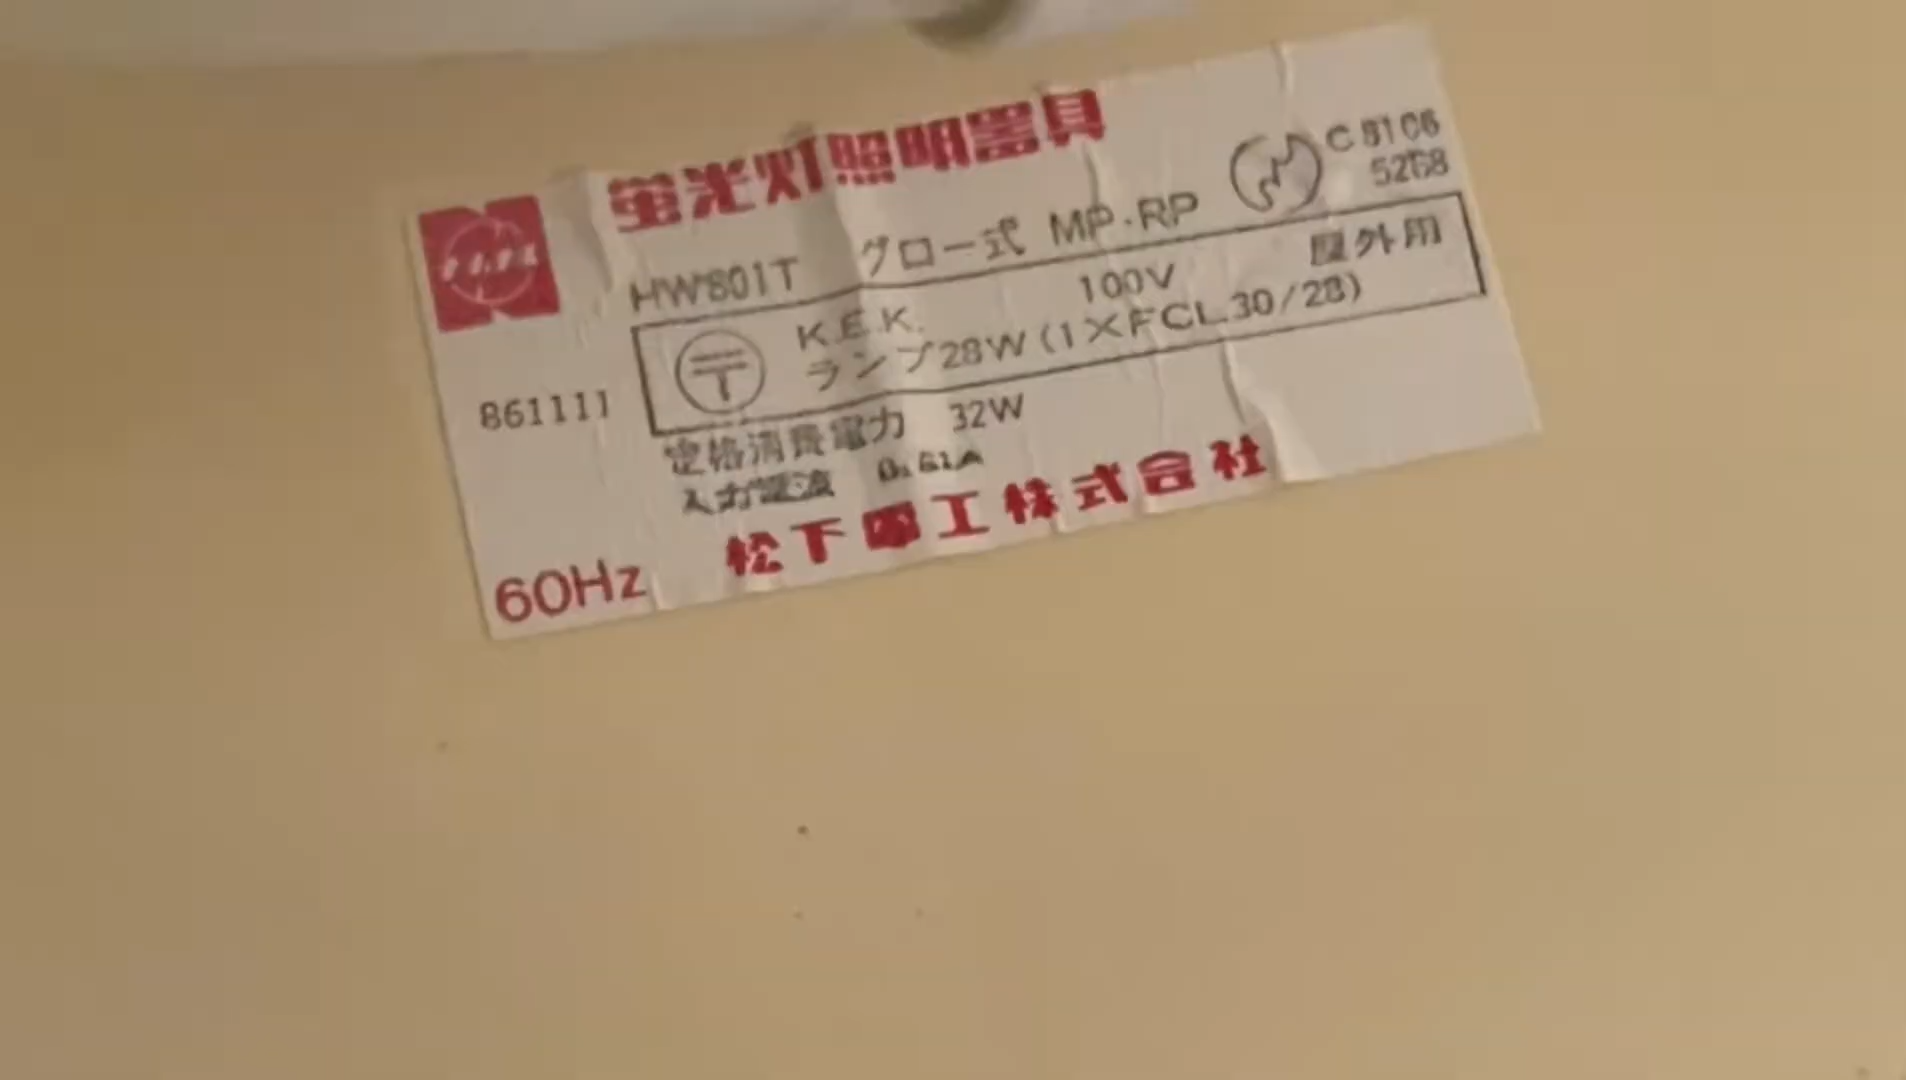 蛍光灯照明器具
HW801T グロー式 MP・RP
C 8106
屋外用
K.E.K. 100V
ランプ28W(1×FCL30/28)
861111
定格消費電力 32W
入力電流
松下電工株式会社
60Hz